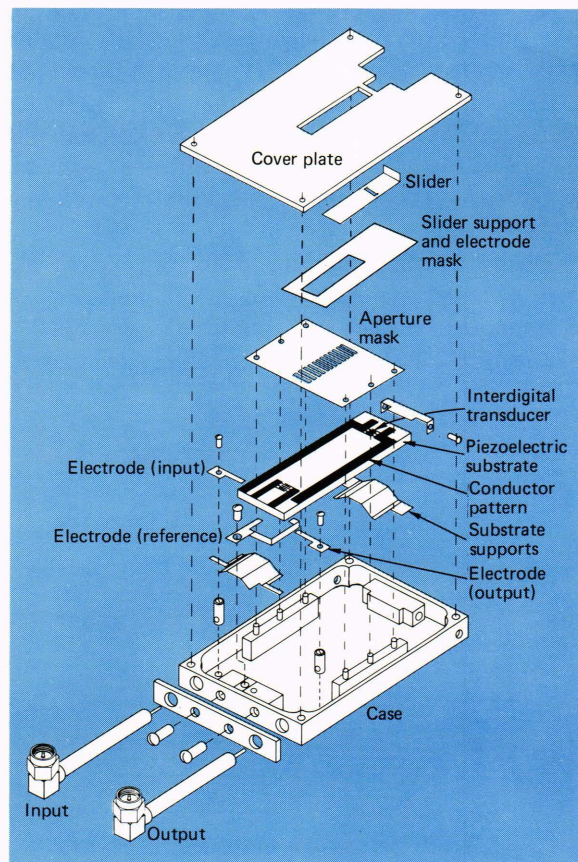 Cover plate
Slider
Slider support
and electrode
mask
Aperture
mask
Interdigital
transducer
Piezoelectric
substrate
Electrode (input)
Conductor
pattern
Electrode (reference)
Substrate
supports
Electrode
(output)
Case
Input
Output